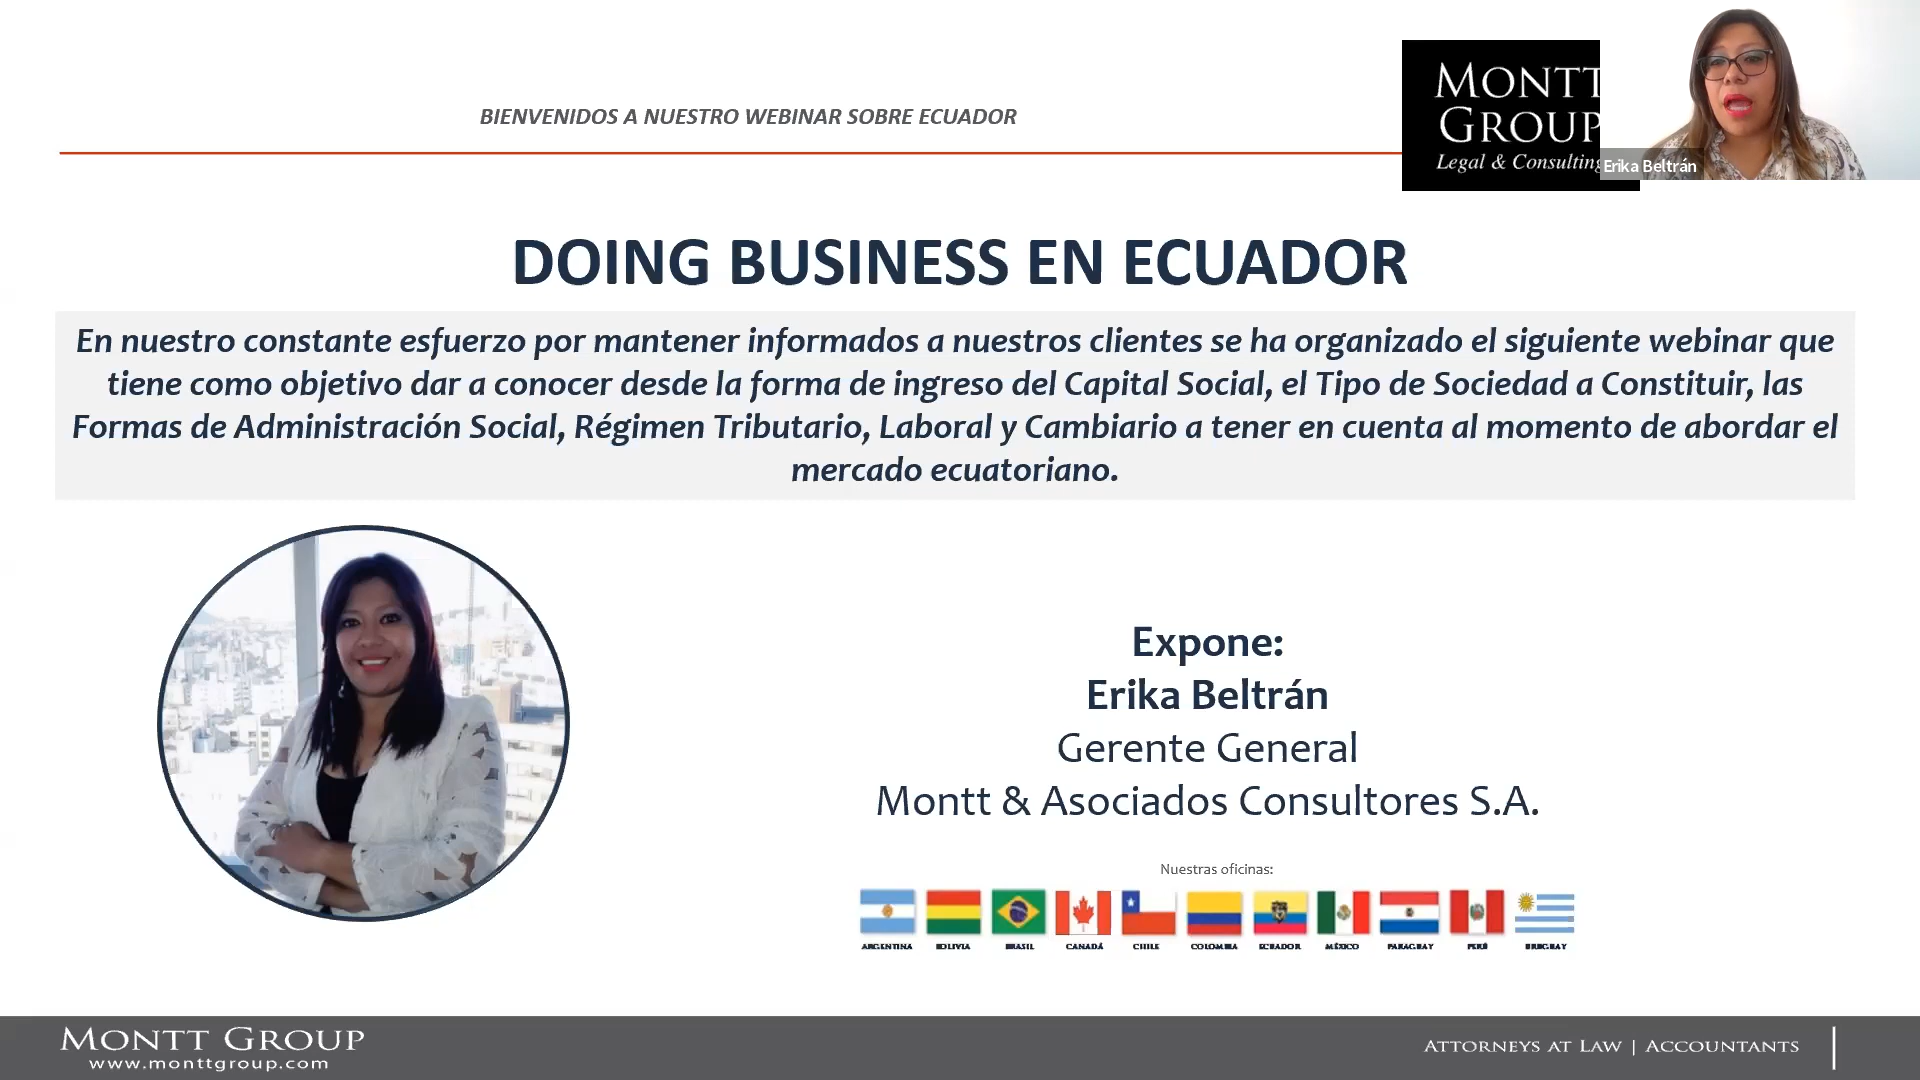 BIENVENIDOS A NUESTRO WEBINAR SOBRE ECUADOR
MONTT
GROUP
Legal & Consulting
Erika Beltrán
DOING BUSINESS EN ECUADOR
En nuestro constante esfuerzo por mantener informados a nuestros clientes se ha organizado el siguiente webinar que
tiene como objetivo dar a conocer desde la forma de ingreso del Capital Social, el Tipo de Sociedad a Constituir, las
Formas de Administración Social, Régimen Tributario, Laboral y Cambiario a tener en cuenta al momento de abordar el
mercado ecuatoriano.
Expone:
Erika Beltrán
Gerente General
Montt & Asociados Consultores S.A.
Nuestras oficinas:
ARGENTINA BOLIVIA BRASIL CANADÁ CHILE COLOMBIA ECUADOR MÉXICO PARAGUAY PERÚ URUGUAY
MONTT GROUP
www.monttgroup.com
ATTORNEYS AT LAW | ACCOUNTANTS